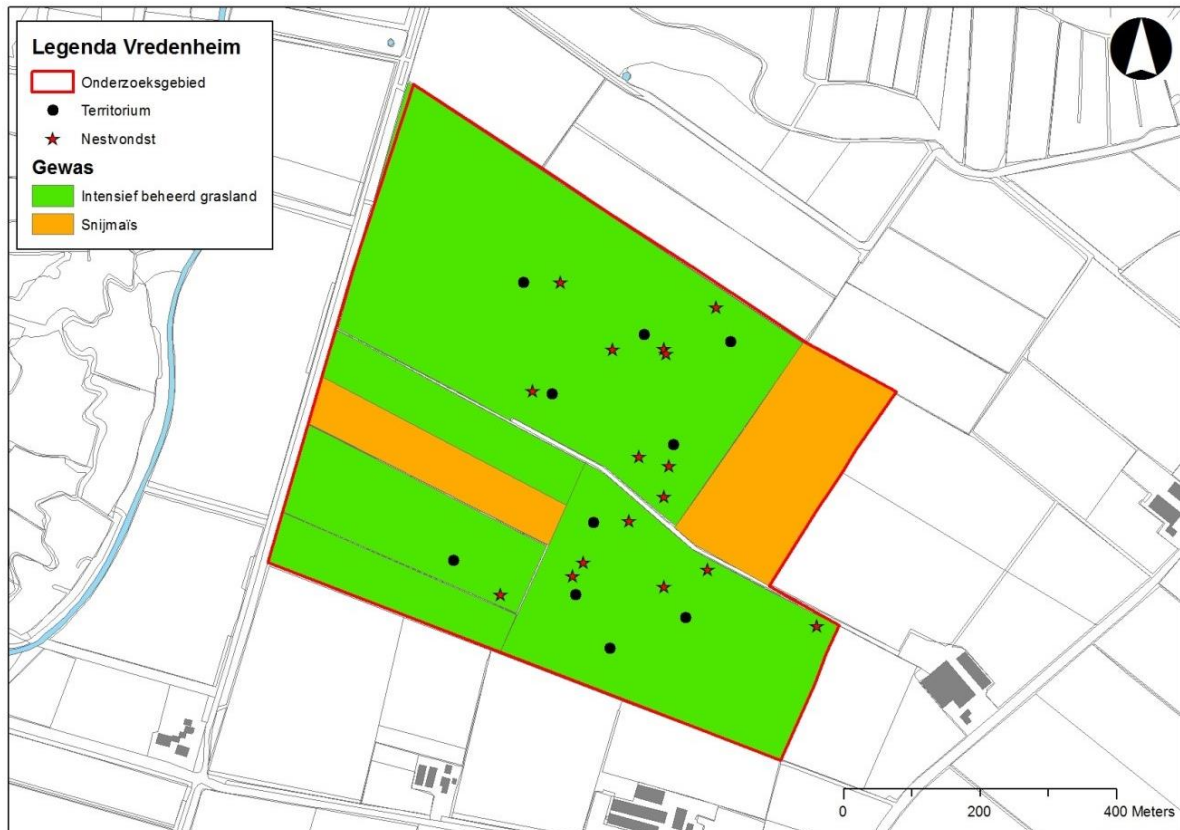 Legenda Vredenheim
Onderzoeksgebied
Territorium
Nestvondst
Gewas
Intensief beheerd grasland
Snijmaïs
0 200 400 Meters